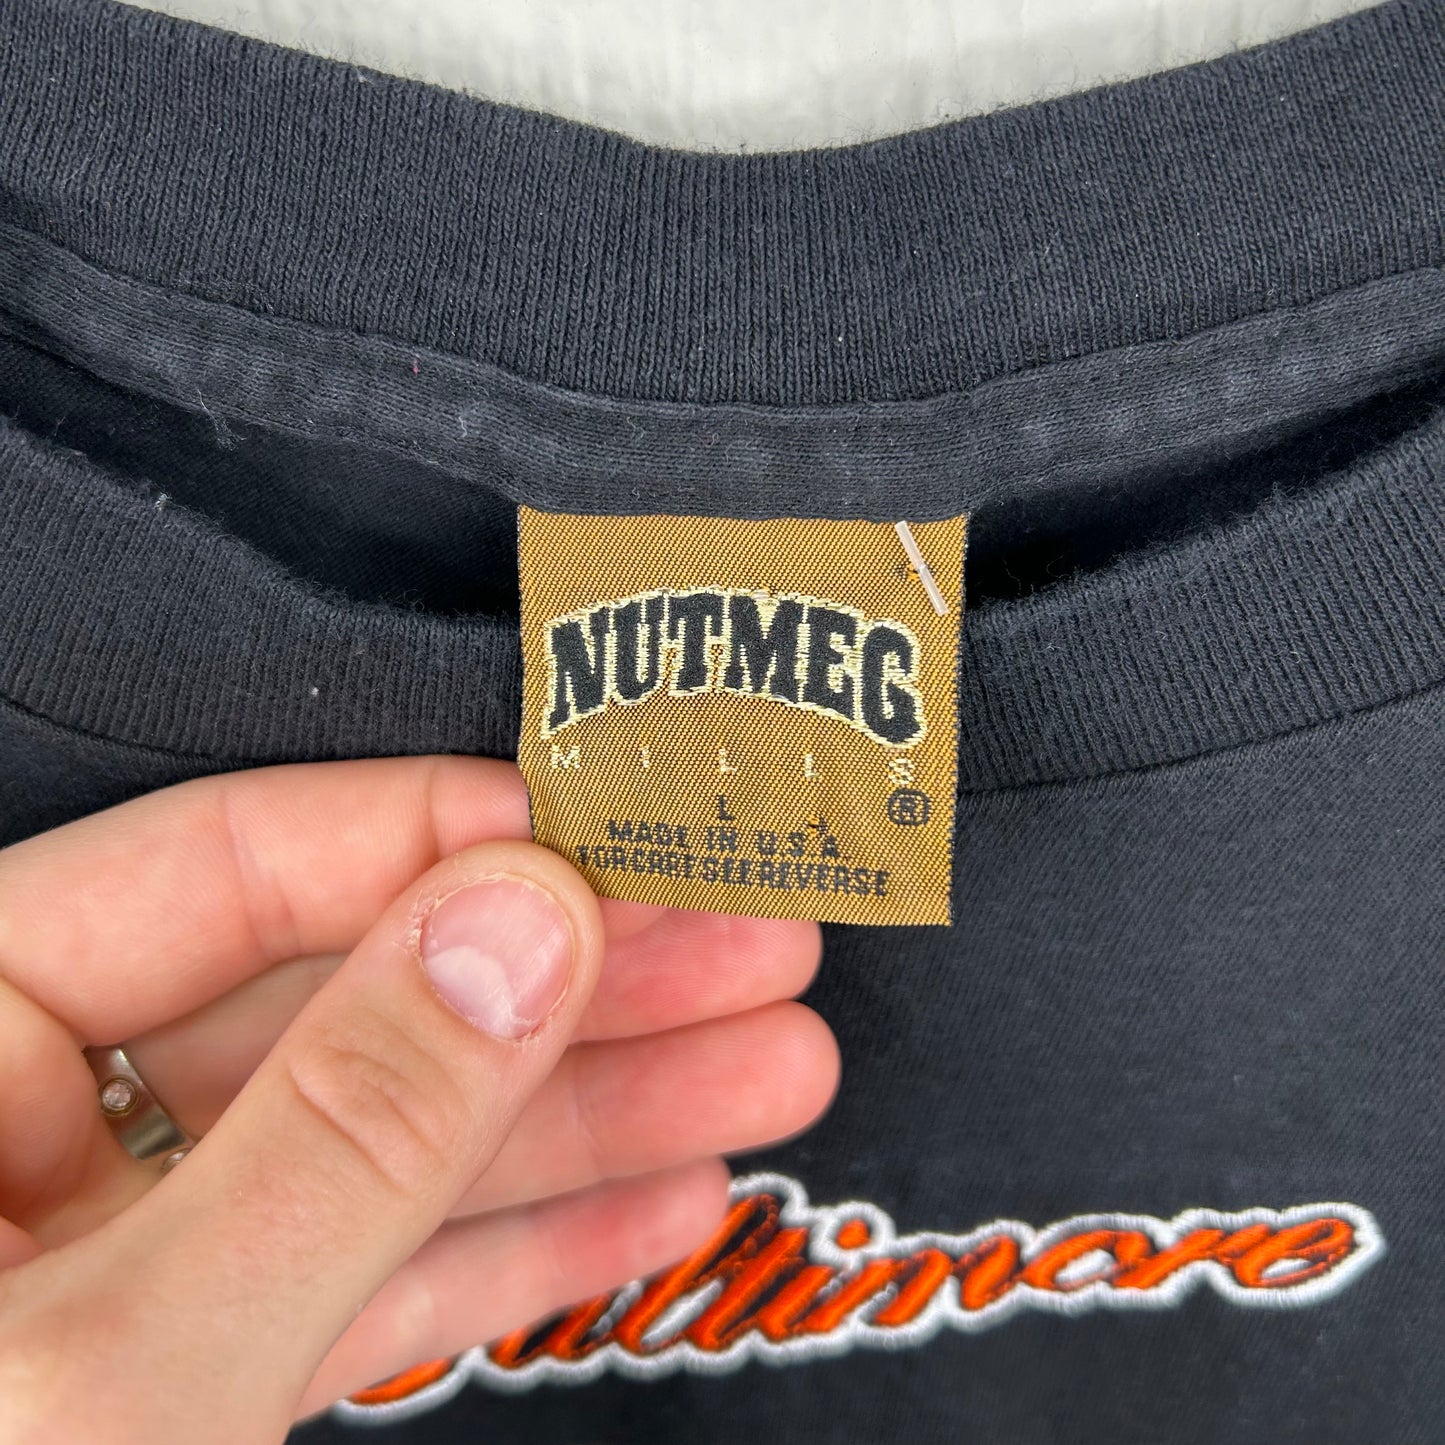 NUTMEG
MILLS
®
L
MADE IN U.S.A.
FOR CARE SEE REVERSE
Baltimore